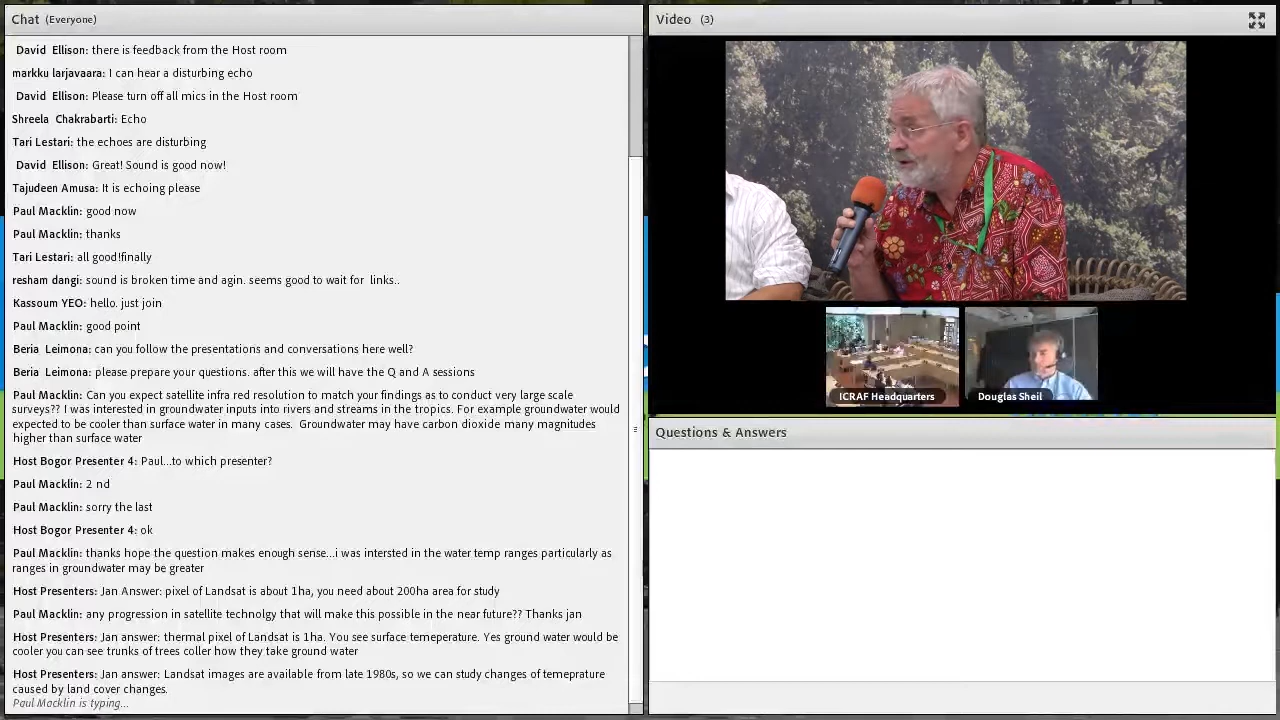 Chat (Everyone)
David Ellison: there is feedback from the Host room
markku larjavaara: I can hear a disturbing echo
David Ellison: Please turn off all mics in the Host room
Shreela Chakrabarti: Echo
Tari Lestari: the echoes are disturbing
David Ellison: Great! Sound is good now!
Tajudeen Amusa: It is echoing please
Paul Macklin: good now
Paul Macklin: thanks
Tari Lestari: all good!finally
resham dangi: sound is broken time and agin. seems good to wait for links..
Kassoum YEO: hello. just join
Paul Macklin: good point
Beria Leimona: can you follow the presentations and conversations here well?
Beria Leimona: please prepare your questions. after this we will have the Q and A sessions
Paul Macklin: Can you expect satellite infra red resolution to match your findings as to conduct very large scale
surveys?? I was interested in groundwater inputs into rivers and streams in the tropics. For example groundwater would
expected to be cooler than surface water in many cases. Groundwater may have carbon dioxide many magnitudes
higher than surface water
Host Bogor Presenter 4: Paul...to which presenter?
Paul Macklin: 2 nd
Paul Macklin: sorry the last
Host Bogor Presenter 4: ok
Paul Macklin: thanks hope the question makes enough sense...i was intersted in the water temp ranges particularly as
ranges in groundwater may be greater
Host Presenters: Jan Answer: pixel of Landsat is about 1ha, you need about 200ha area for study
Paul Macklin: any progression in satellite technolgy that will make this possible in the near future?? Thanks jan
Host Presenters: Jan answer: thermal pixel of Landsat is 1ha. You see surface temeperature. Yes ground water would be
cooler you can see trunks of trees coller how they take ground water
Host Presenters: Jan answer: Landsat images are available from late 1980s, so we can study changes of temeprature
caused by land cover changes.
Paul Macklin is typing...
Video (3)
ICRAF Headquarters
Douglas Sheil
Questions & Answers